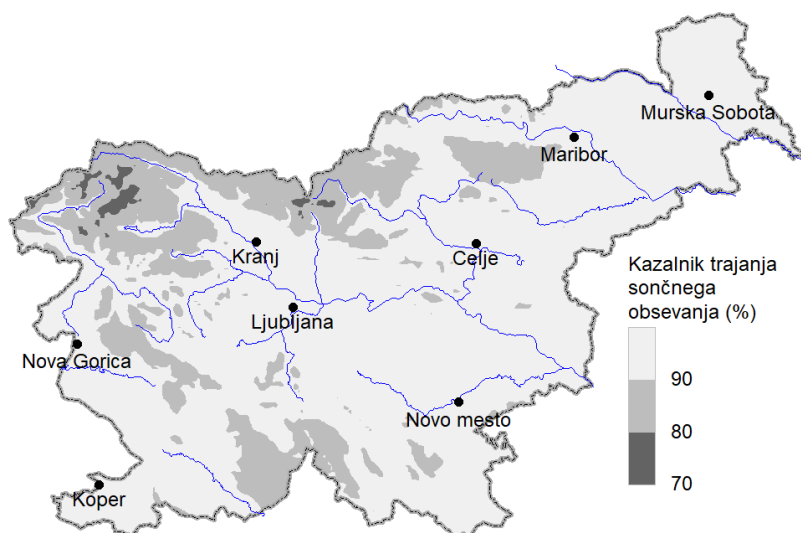 Murska Sobota
Maribor
Kranj
Celje
Ljubljana
Nova Gorica
Novo mesto
Koper
Kazalnik trajanja
sončnega
obsevanja (%)
90
80
70